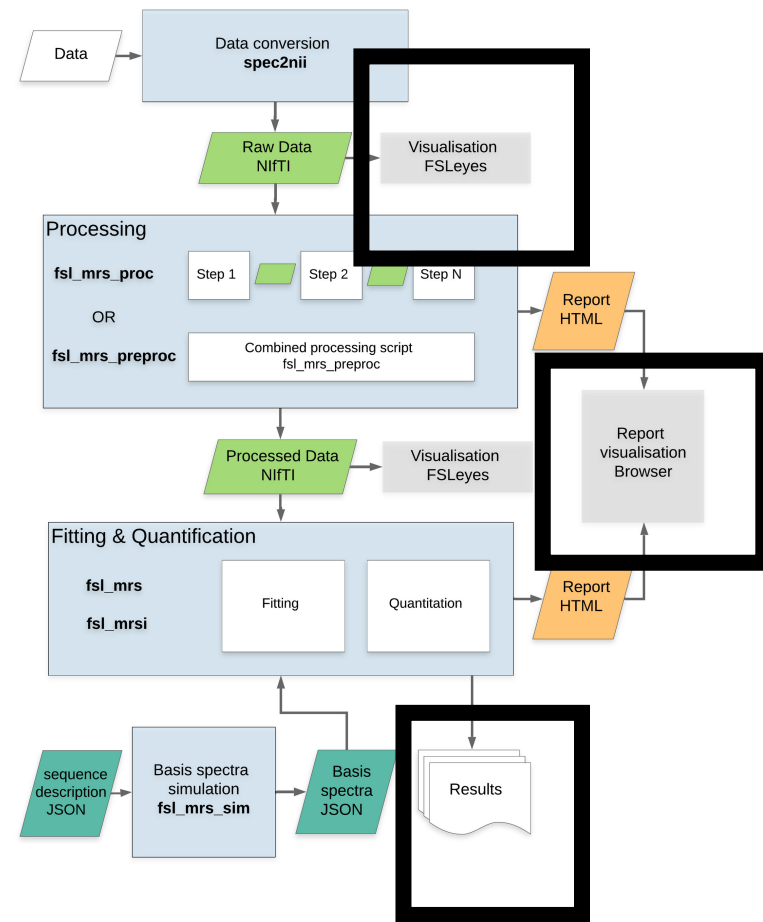 Data
Data conversion
spec2nii
Raw Data
NIfTI
Visualisation
FSLeyes
Processing
fsl_mrs_proc
Step 1
Step 2
Step N
OR
fsl_mrs_preproc
Combined processing script
fsl_mrs_preproc
Report
HTML
Processed Data
NIfTI
Visualisation
FSLeyes
Report
visualisation
Browser
Fitting & Quantification
fsl_mrs
fsl_mrsi
Fitting
Quantitation
Report
HTML
sequence
description
JSON
Basis spectra
simulation
fsl_mrs_sim
Basis
spectra
JSON
Results